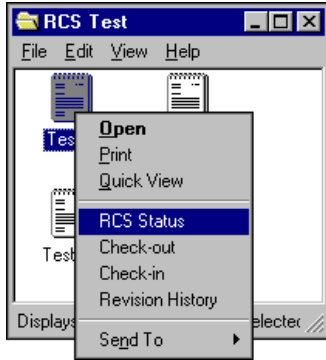 RCS Test
File Edit View Help
Open
Print
Quick View
RCS Status
Check-out
Check-in
Revision History
Displays
Send To